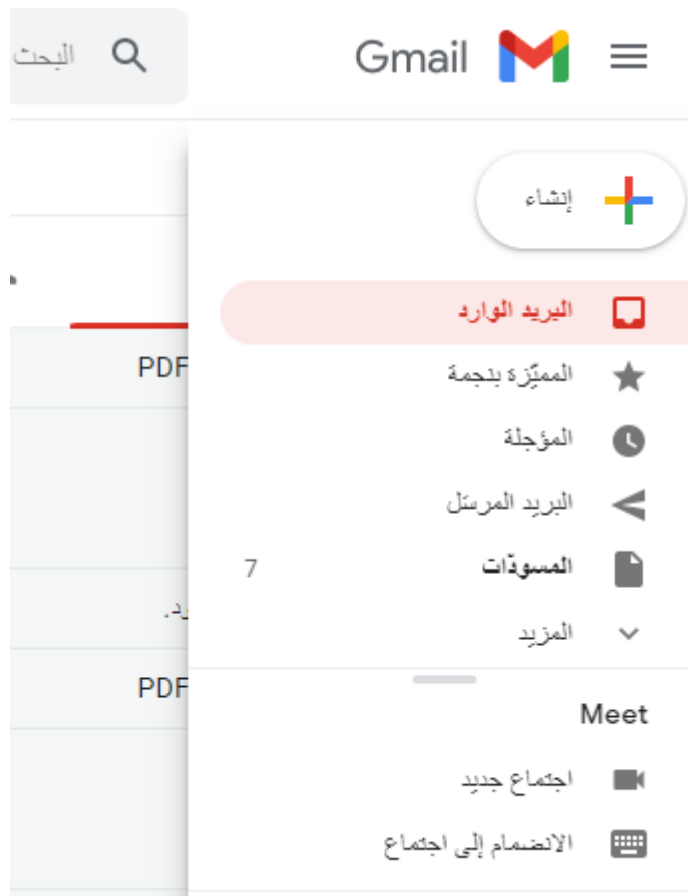 Gmail
البحث
إنشاء
البريد الوارد
المميّزة بنجمة
المؤجلة
البريد المرسَل
المسودّات
7
المزيد
Meet
اجتماع جديد
الانضمام إلى اجتماع
PDF
PDF